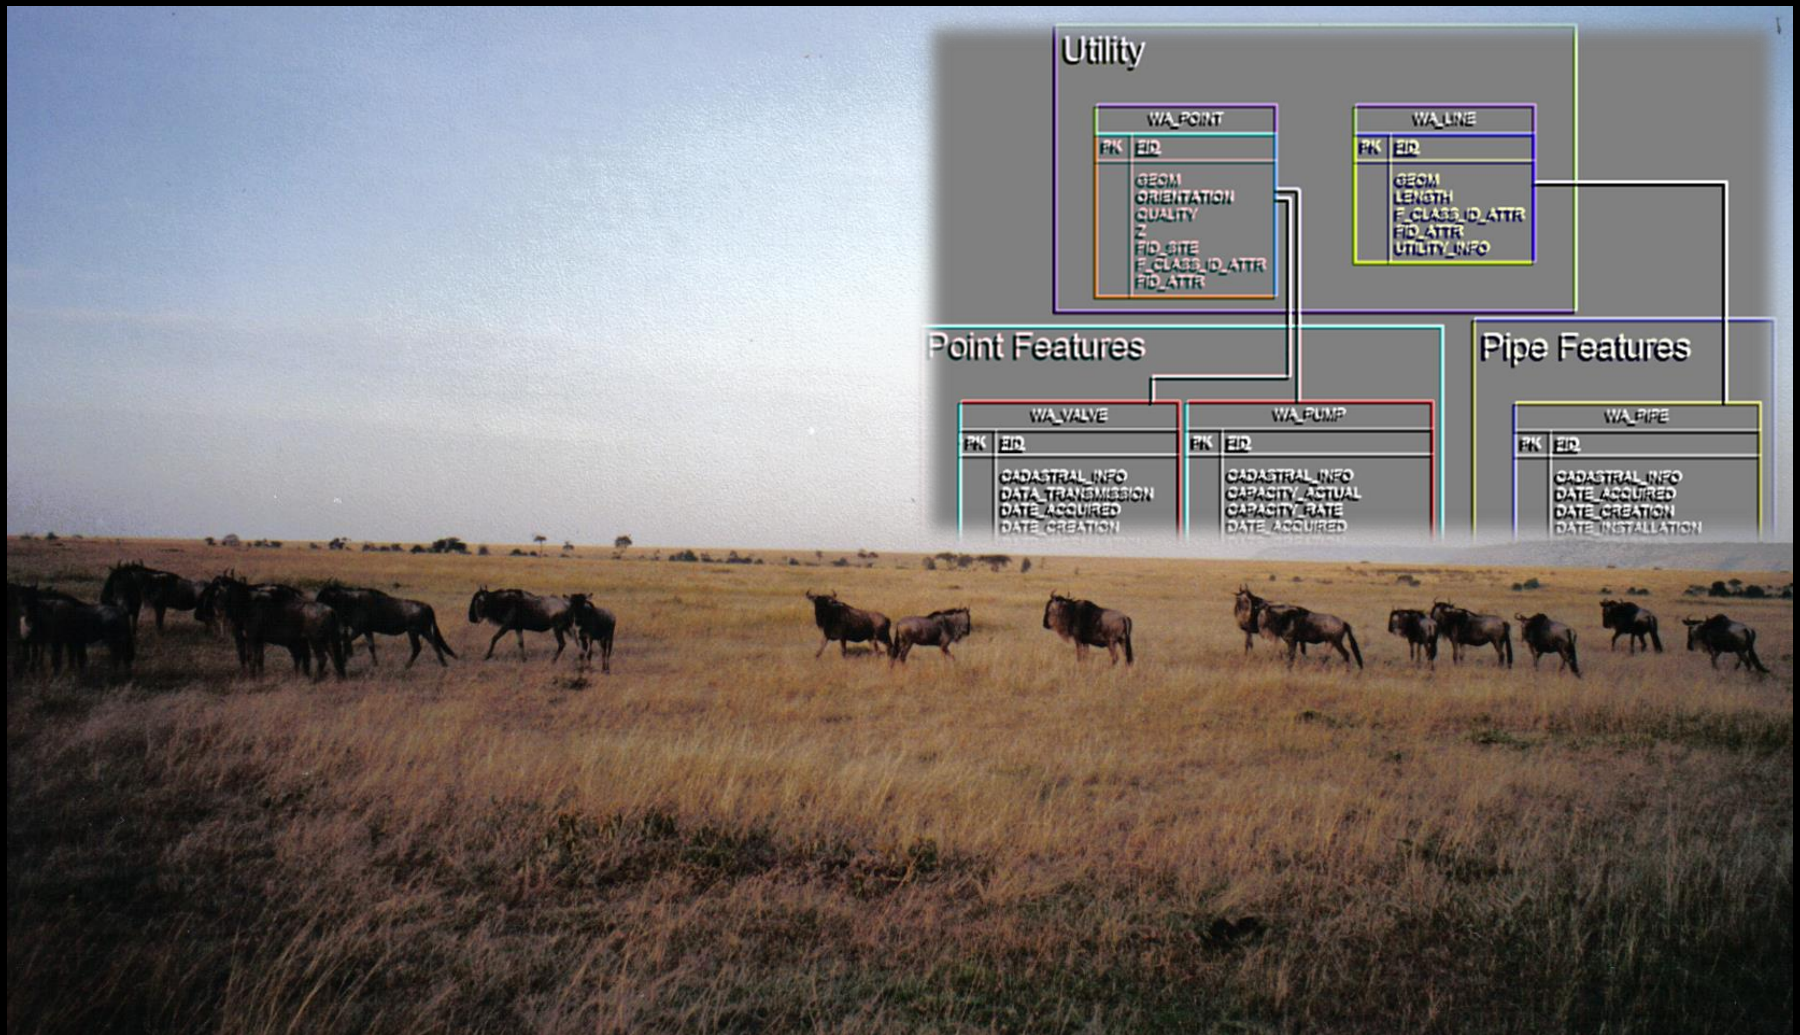 Utility
WA_POINT
PK FID
GEOM
ORIENTATION
QUALITY
Z
FID_SITE
F_CLASS_ID_ATTR
FID_ATTR
WA_LINE
PK FID
GEOM
LENGTH
F_CLASS_ID_ATTR
FID_ATTR
UTILITY_INFO
Point Features
WA_VALVE
PK FID
CADASTRAL_INFO
DATA_TRANSMISSION
DATE_ACQUIRED
DATE_CREATION
WA_PUMP
PK FID
CADASTRAL_INFO
CAPACITY_ACTUAL
CAPACITY_RATE
DATE_ACQUIRED
Pipe Features
WA_PIPE
PK FID
CADASTRAL_INFO
DATE_ACQUIRED
DATE_CREATION
DATE_INSTALLATION